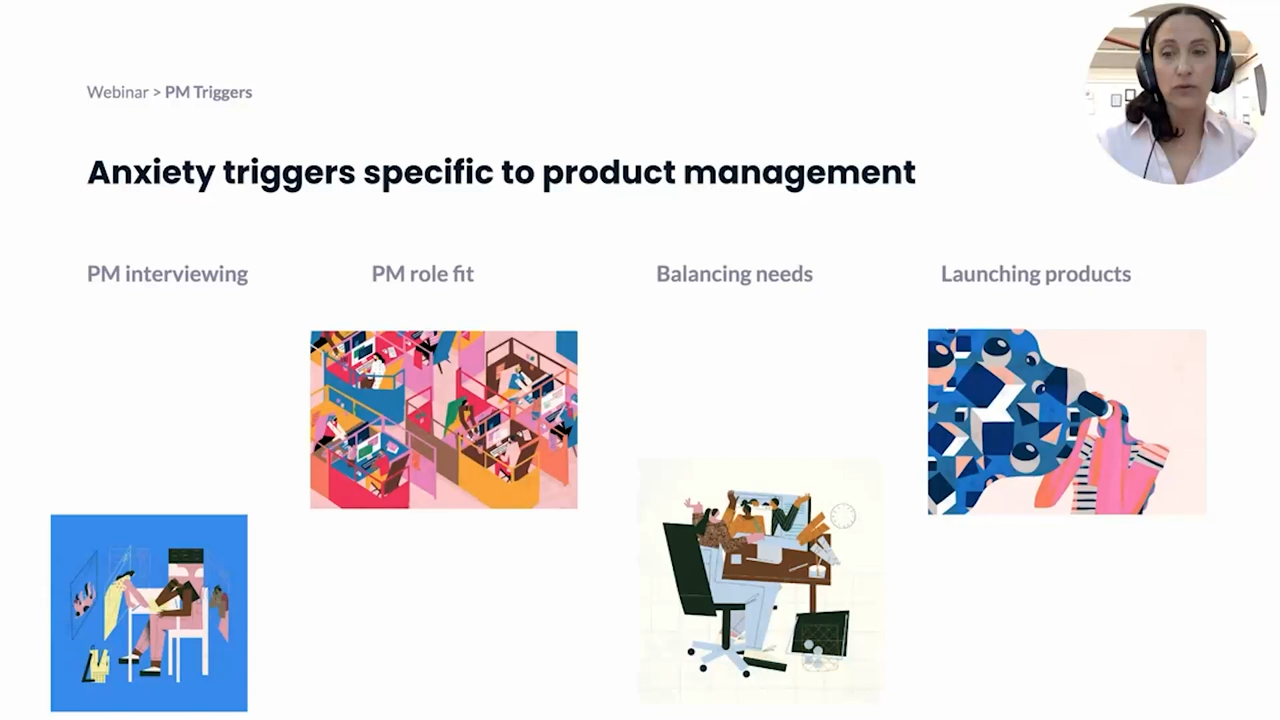 Webinar > PM Triggers
Anxiety triggers specific to product management
PM interviewing
PM role fit
Balancing needs
Launching products